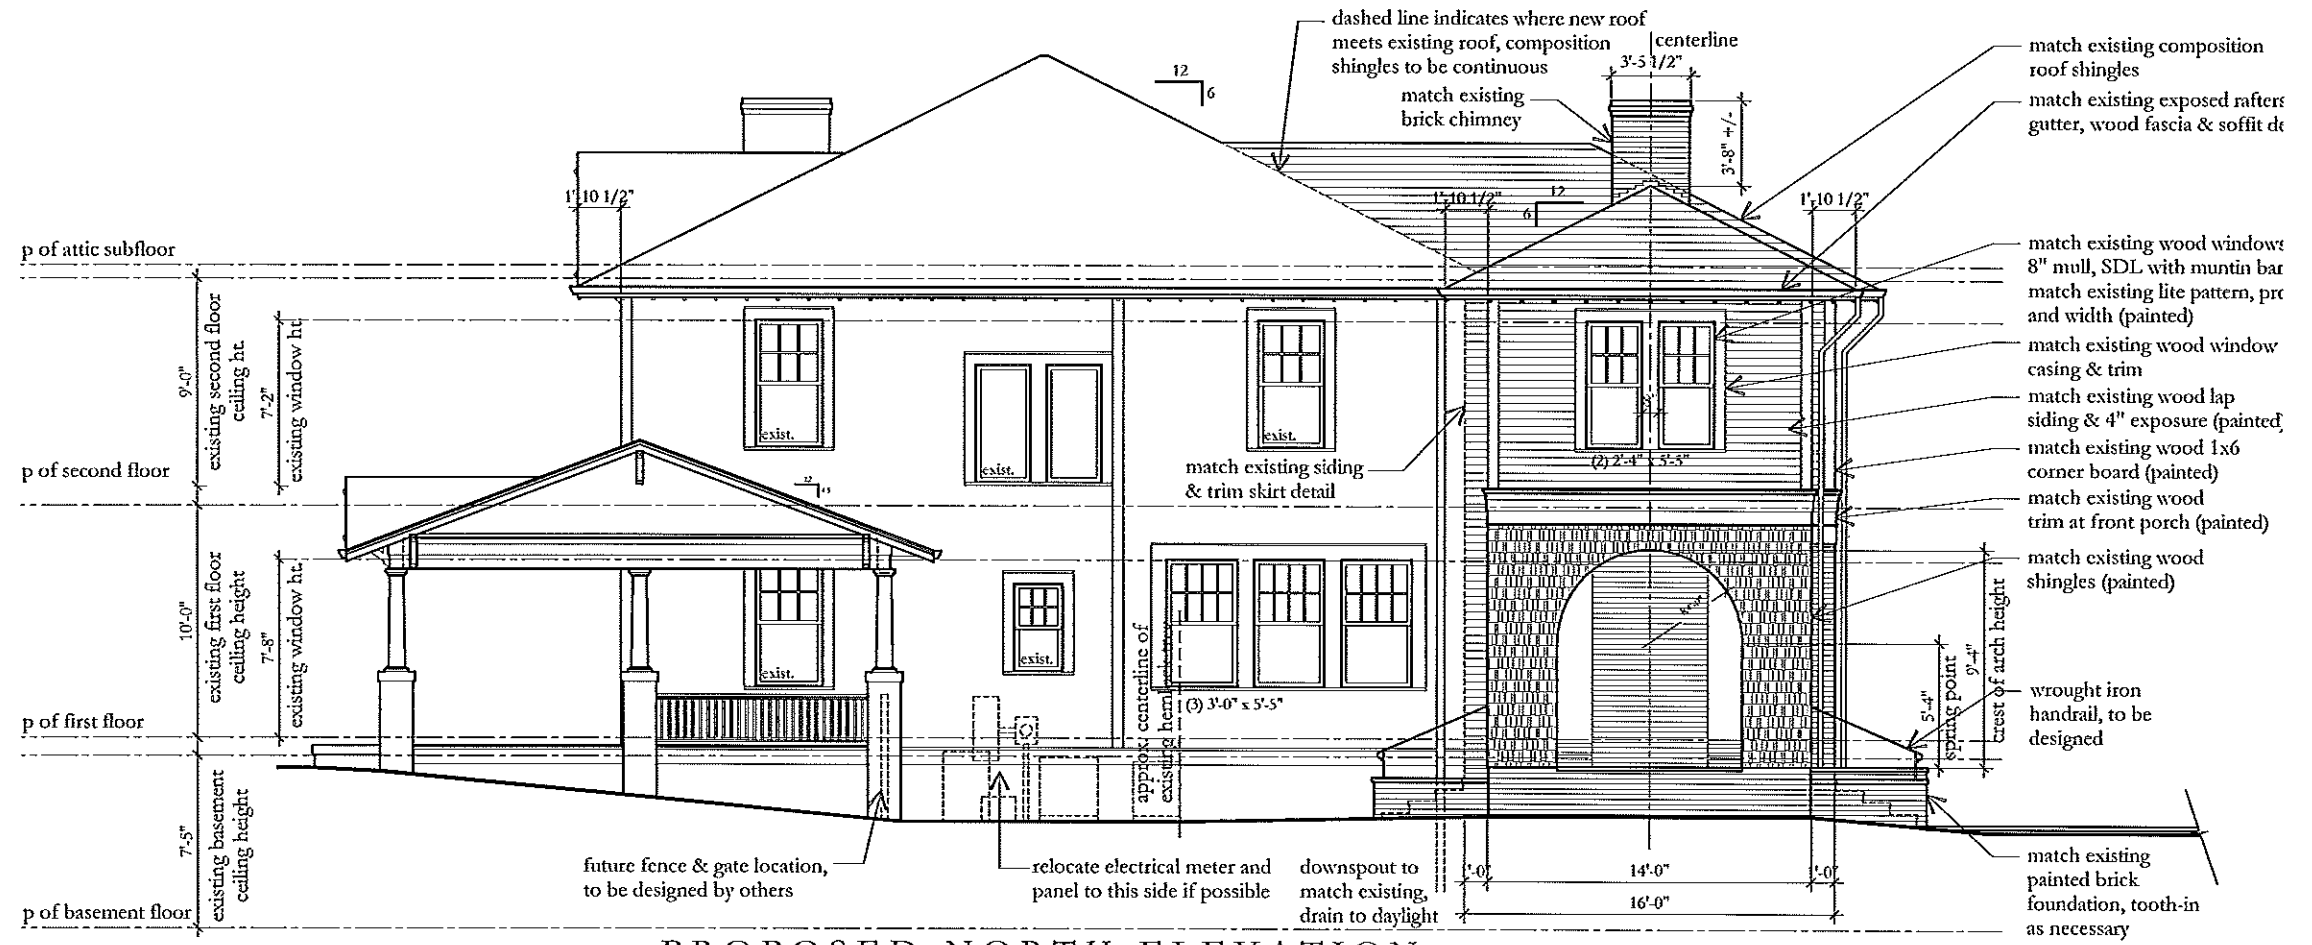 dashed line indicates where new roof
meets existing roof, composition
shingles to be continuous
centerline
3'-5 1/2"
match existing composition
roof shingles
12
6
match existing
brick chimney
match existing exposed rafters
gutter, wood fascia & soffit de
3'-8" +/-
1'-10 1/2"
1'-10 1/2"
12
6
1'-10 1/2"
p of attic subfloor
match existing wood windows
8" mull, SDL with muntin bar
match existing lite pattern, pro
and width (painted)
9'-0"
existing second floor
ceiling ht.
7'-2"
existing window ht.
match existing wood window
casing & trim
match existing wood lap
siding & 4" exposure (painted)
exist.
exist.
exist.
(2) 2'-4" x 5'-5"
match existing siding
& trim skirt detail
match existing wood 1x6
corner board (painted)
p of second floor
12
match existing wood
trim at front porch (painted)
10'-0"
existing first floor
ceiling height
7'-8"
existing window ht.
match existing wood
shingles (painted)
exist.
exist.
(3) 3'-0" x 5'-5"
approx centerline of
5'-4"
spring point
9'-4"
crest of arch height
wrought iron
handrail, to be
designed
p of first floor
7'-5"
existing basement
ceiling height
future fence & gate location,
to be designed by others
relocate electrical meter and
panel to this side if possible
downspout to
match existing,
drain to daylight
14'-0"
16'-0"
match existing
painted brick
foundation, tooth-in
as necessary
p of basement floor
PROPOSED NORTH ELEVATION